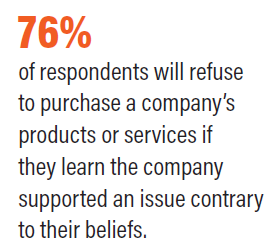 76%
of respondents will refuse
to purchase a company's
products or services if
they learn the company
supported an issue contrary
to their beliefs.